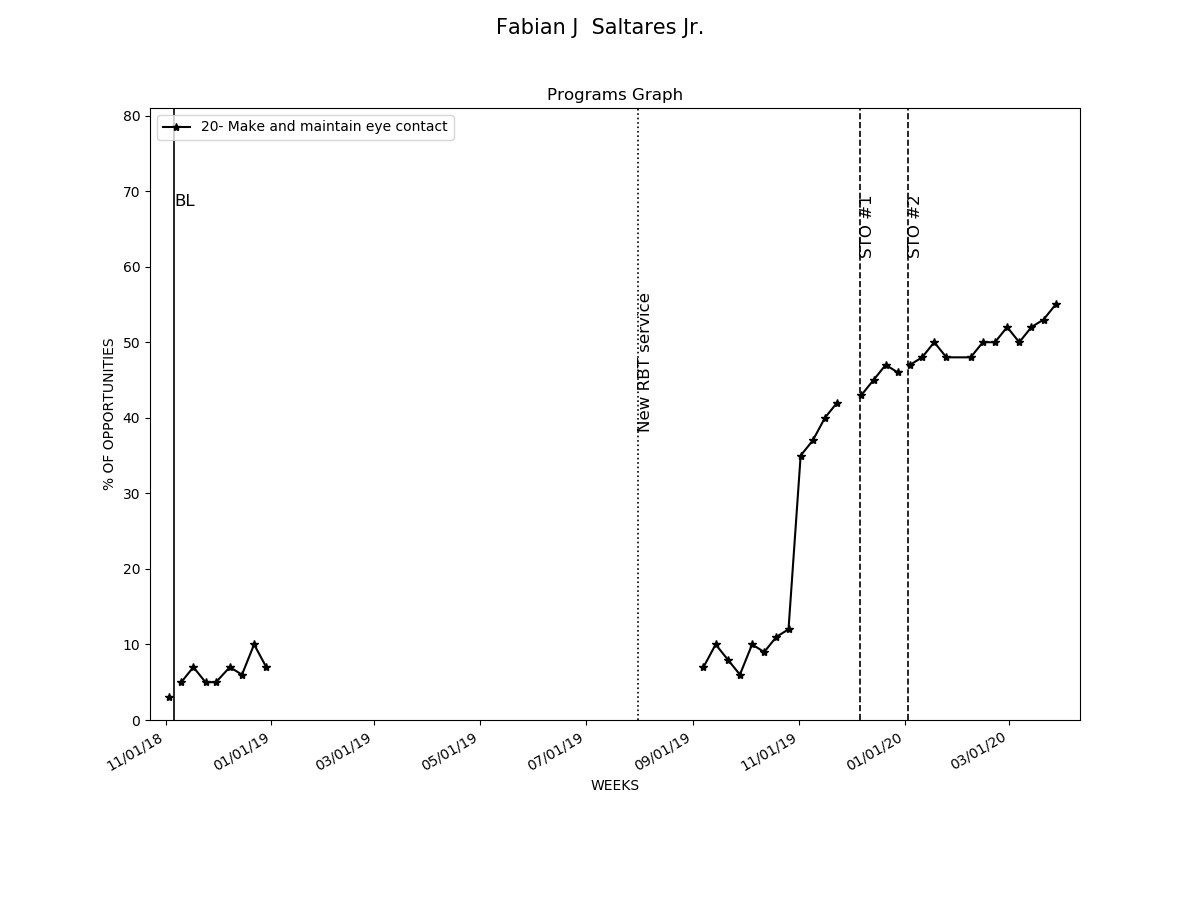 Fabian J  Saltares Jr.
Programs Graph
20- Make and maintain eye contact
BL
New RBT service
STO #1
STO #2
% OF OPPORTUNITIES
80
70
60
50
40
30
20
10
0
11/01/18
01/01/19
03/01/19
05/01/19
07/01/19
09/01/19
11/01/19
01/01/20
03/01/20
WEEKS